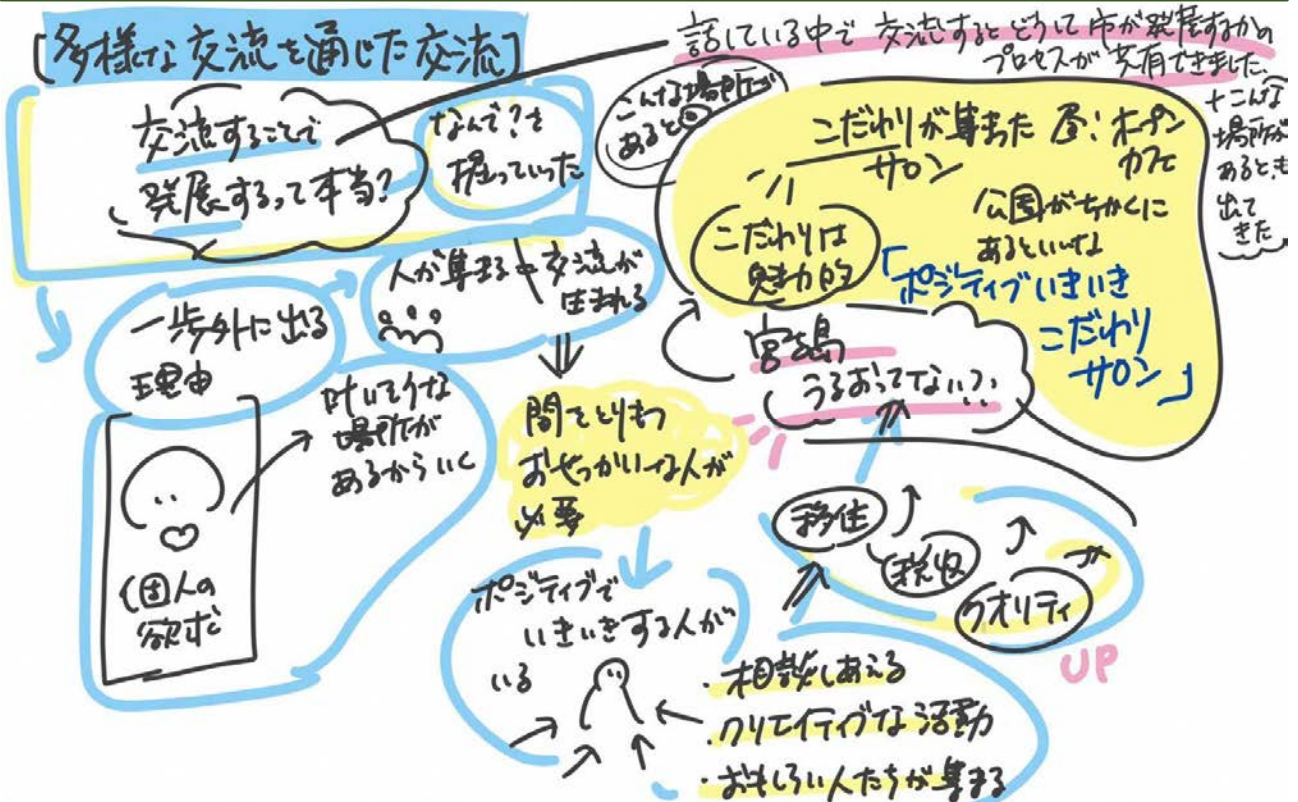 [多様な交流を通じた交流]
話している中で 交流するとどうして市が発展するかの
プロセスが共有できました。
交流することで
発展するって本当?
なんで?を
掘っていった
こんな場所が
あると
こだわりが集まった
サロン
昼:オープン
カフェ
公園がちかくに
あるといいな
+こんな
場所が
あるとも
出て
きた
こだわりは
魅力的
「ポジティブいきいき
こだわり
サロン」
人が集まる
交流が
生まれる
一歩外に出る
理由
叶いそうな
場所が
あるからいく
個人の
欲求
間をとりもつ
おせっかいな人が
必要
うるおってない??
移住
税収
クオリティ
UP
ポジティブで
いきいきする人が
いる
・相談しあえる
・クリエイティブな活動
・おもしろい人たちが集まる